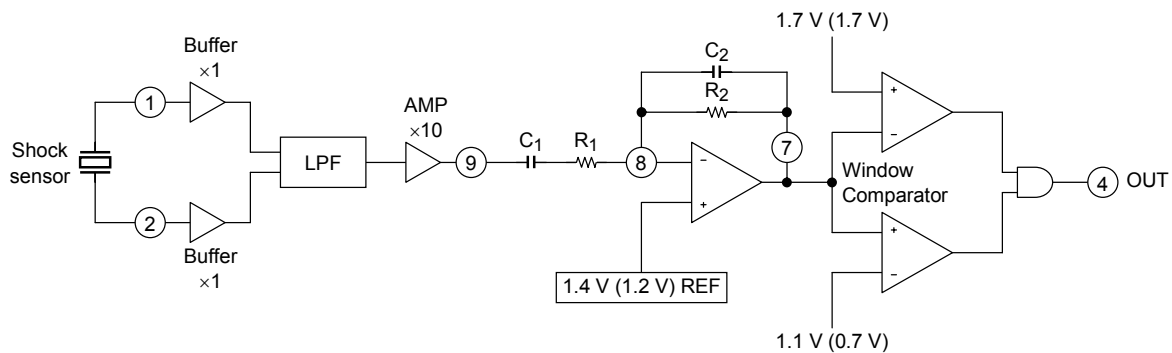 1.7 V (1.7 V)
C2
R2
Buffer
×1
AMP
×10
1
+
−
Shock
sensor
LPF
9
C1
R1
8
−
+
7
Window
Comparator
4
OUT
2
Buffer
×1
+
−
1.4 V (1.2 V) REF
1.1 V (0.7 V)